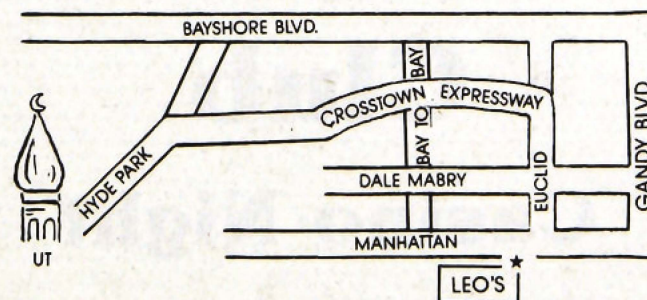 BAYSHORE BLVD.
BAY TO BAY
CROSSTOWN EXPRESSWAY
HYDE PARK
DALE MABRY
EUCLID
GANDY BLVD
MANHATTAN
UT
LEO'S